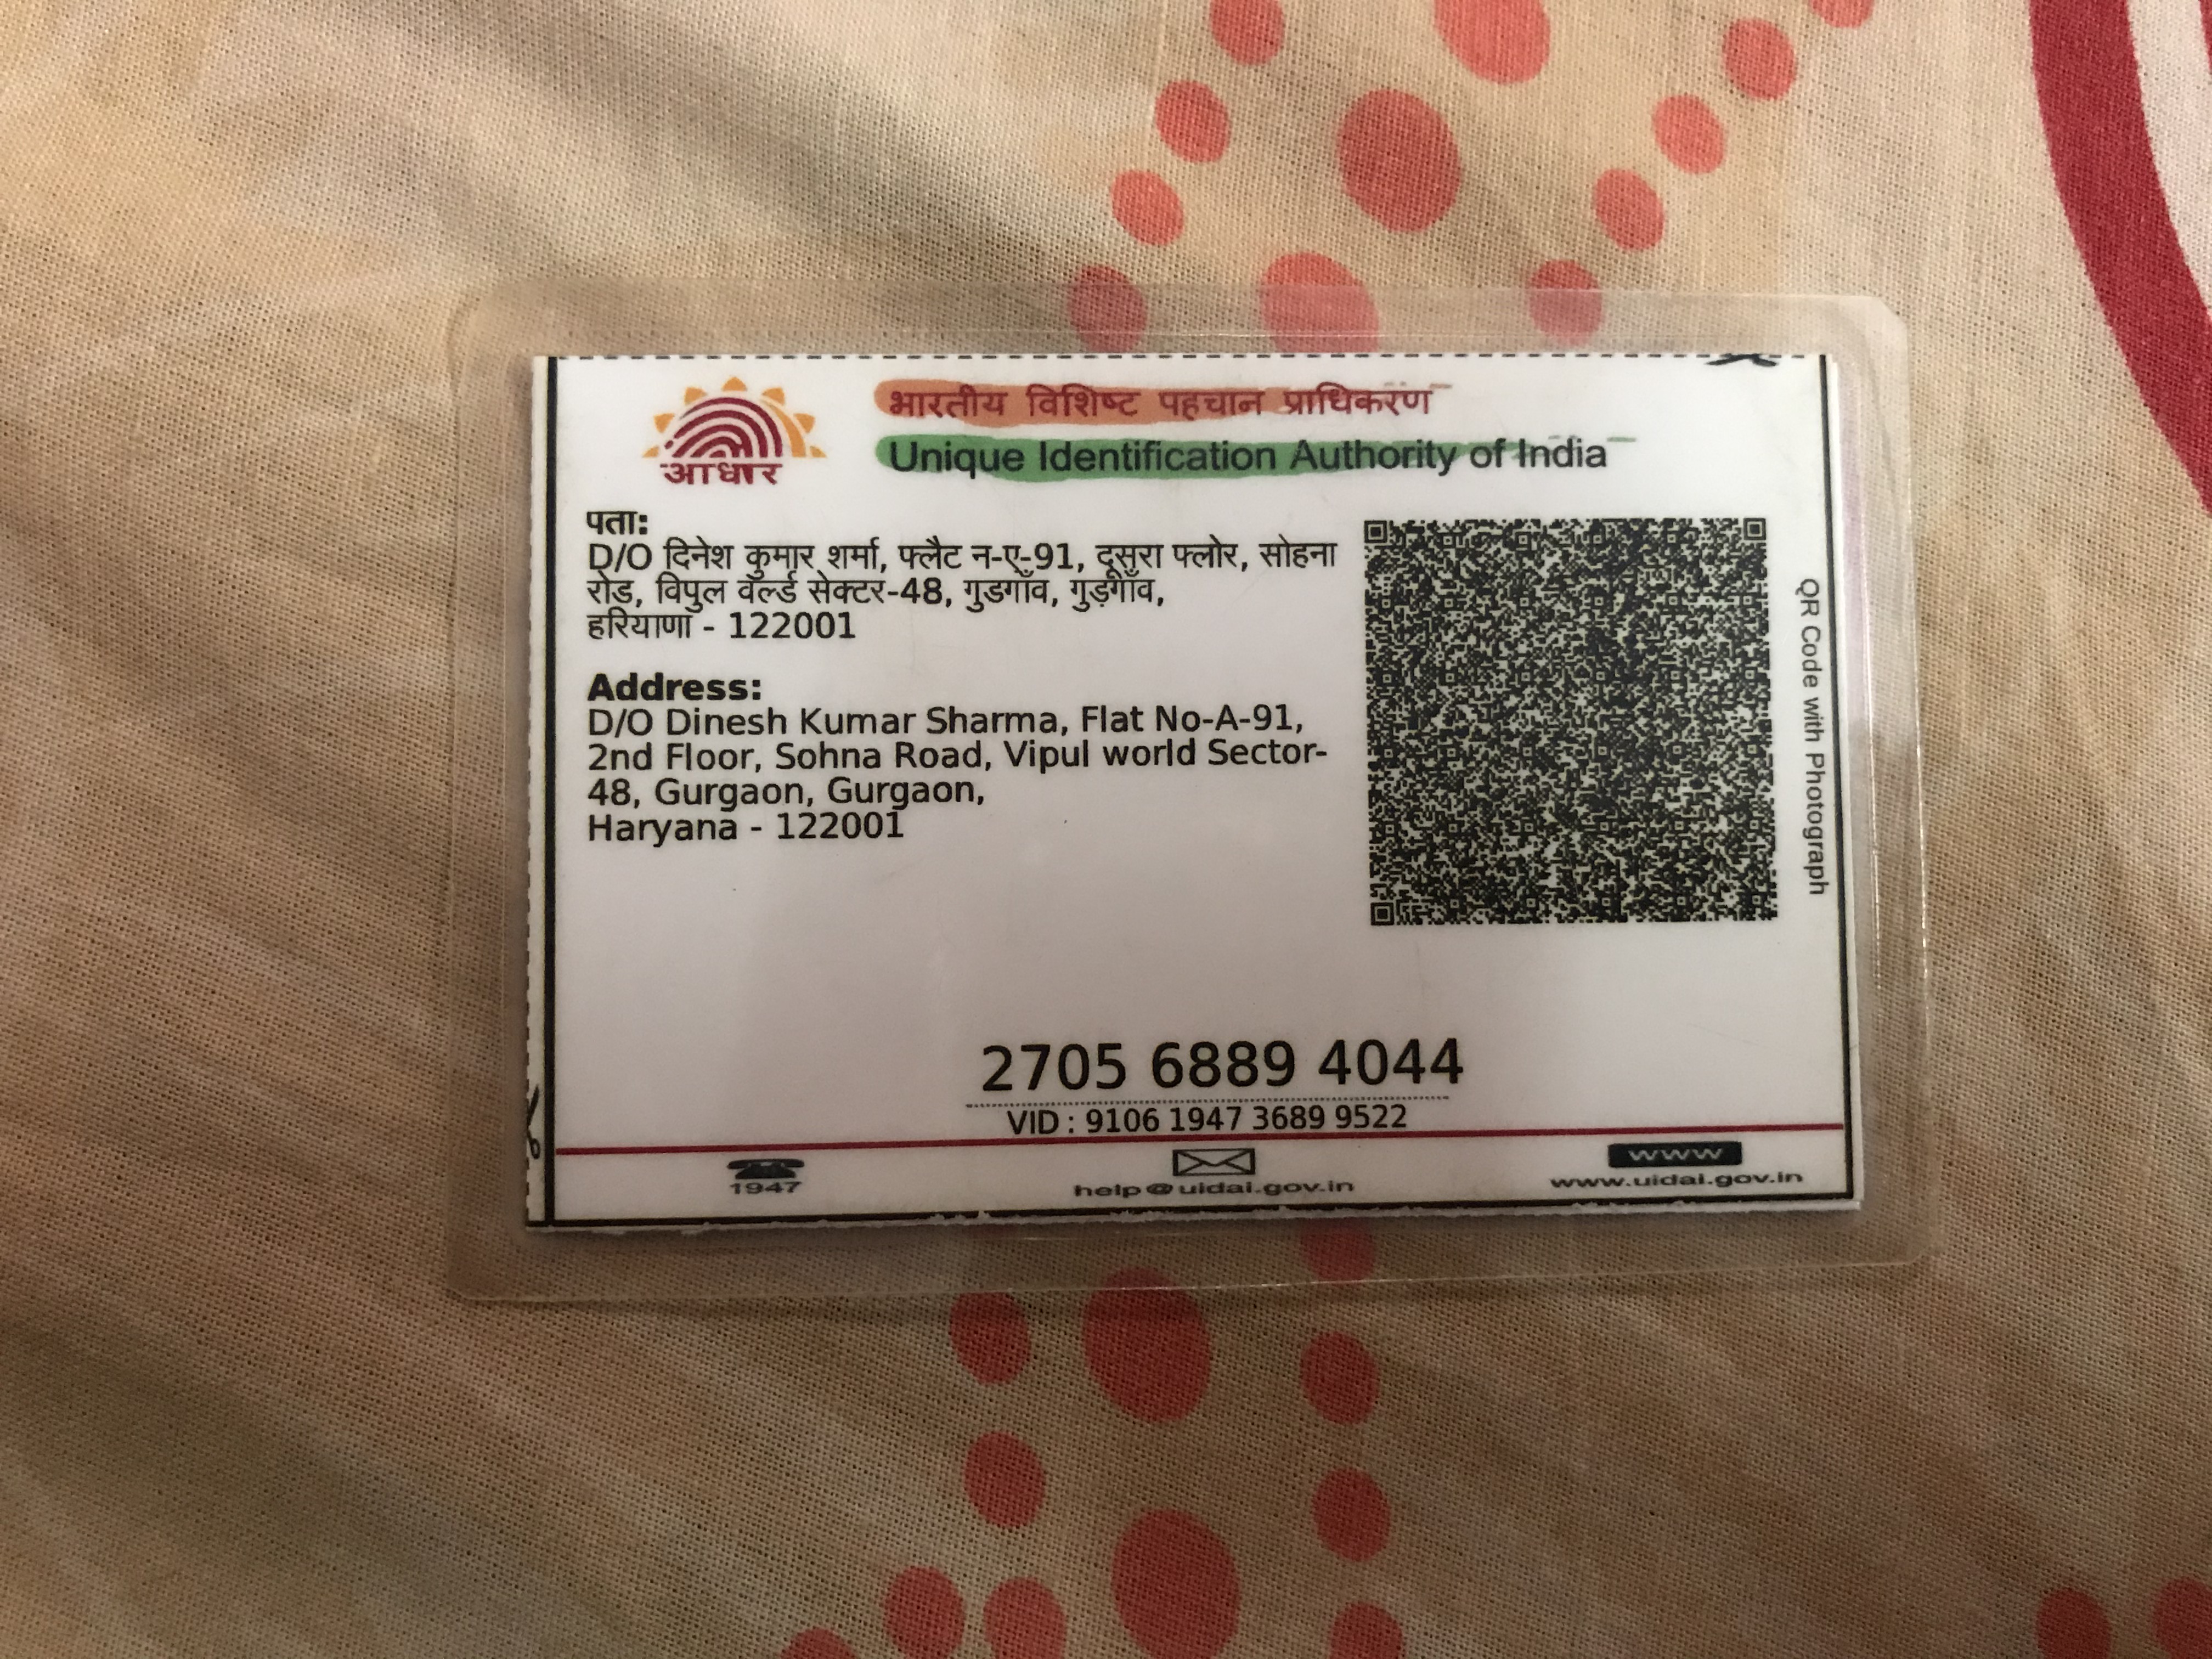 आधार
भारतीय विशिष्ट पहचान प्राधिकरण
Unique Identification Authority of India
पता:
D/O दिनेश कुमार शर्मा, फ्लैट न-ए-91, दूसरा फ्लोर, सोहना
रोड, विपुल वर्ल्ड सेक्टर-48, गुडगाँव, गुड़गाँव,
हरियाणा - 122001
Address:
D/O Dinesh Kumar Sharma, Flat No-A-91,
2nd Floor, Sohna Road, Vipul world Sector-
48, Gurgaon, Gurgaon,
Haryana - 122001
QR Code with Photograph
2705 6889 4044
VID : 9106 1947 3689 9522
1947
help@uidai.gov.in
www
www.uidai.gov.in